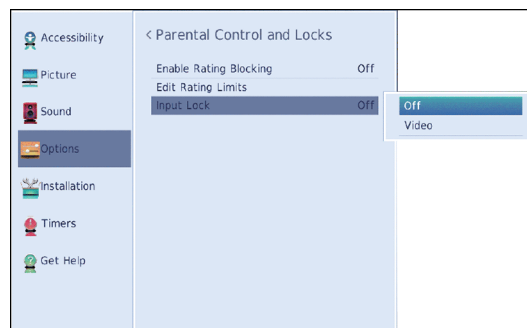 Accessibility
Picture
Sound
Options
Installation
Timers
Get Help
< Parental Control and Locks
Enable Rating Blocking Off
Edit Rating Limits
Input Lock Off
Off
Video